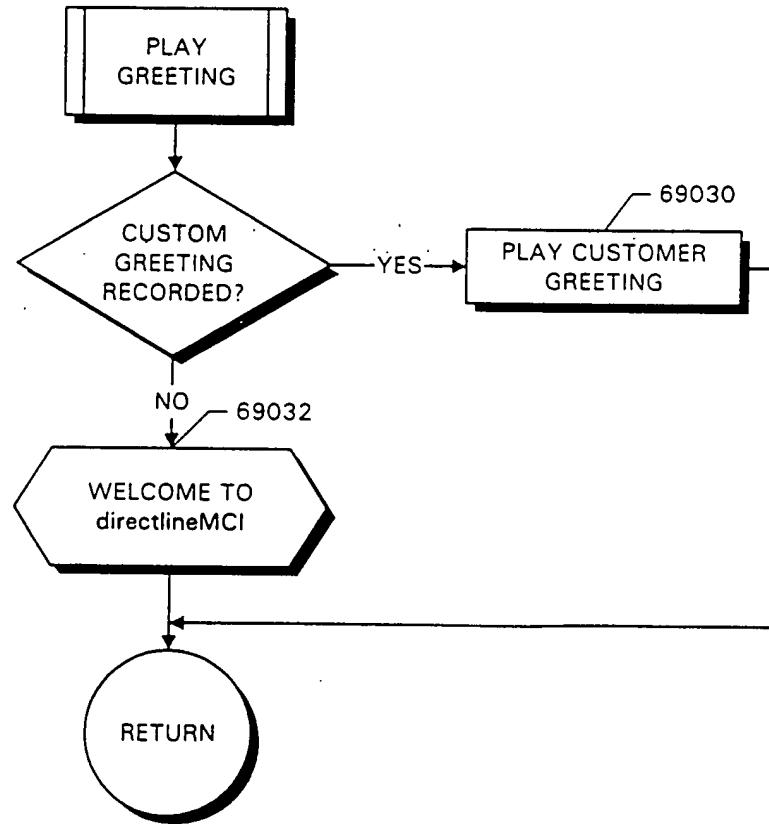 PLAY
GREETING
CUSTOM
GREETING
RECORDED?
YES
69030
PLAY CUSTOMER
GREETING
NO
69032
WELCOME TO
directlineMCI
RETURN